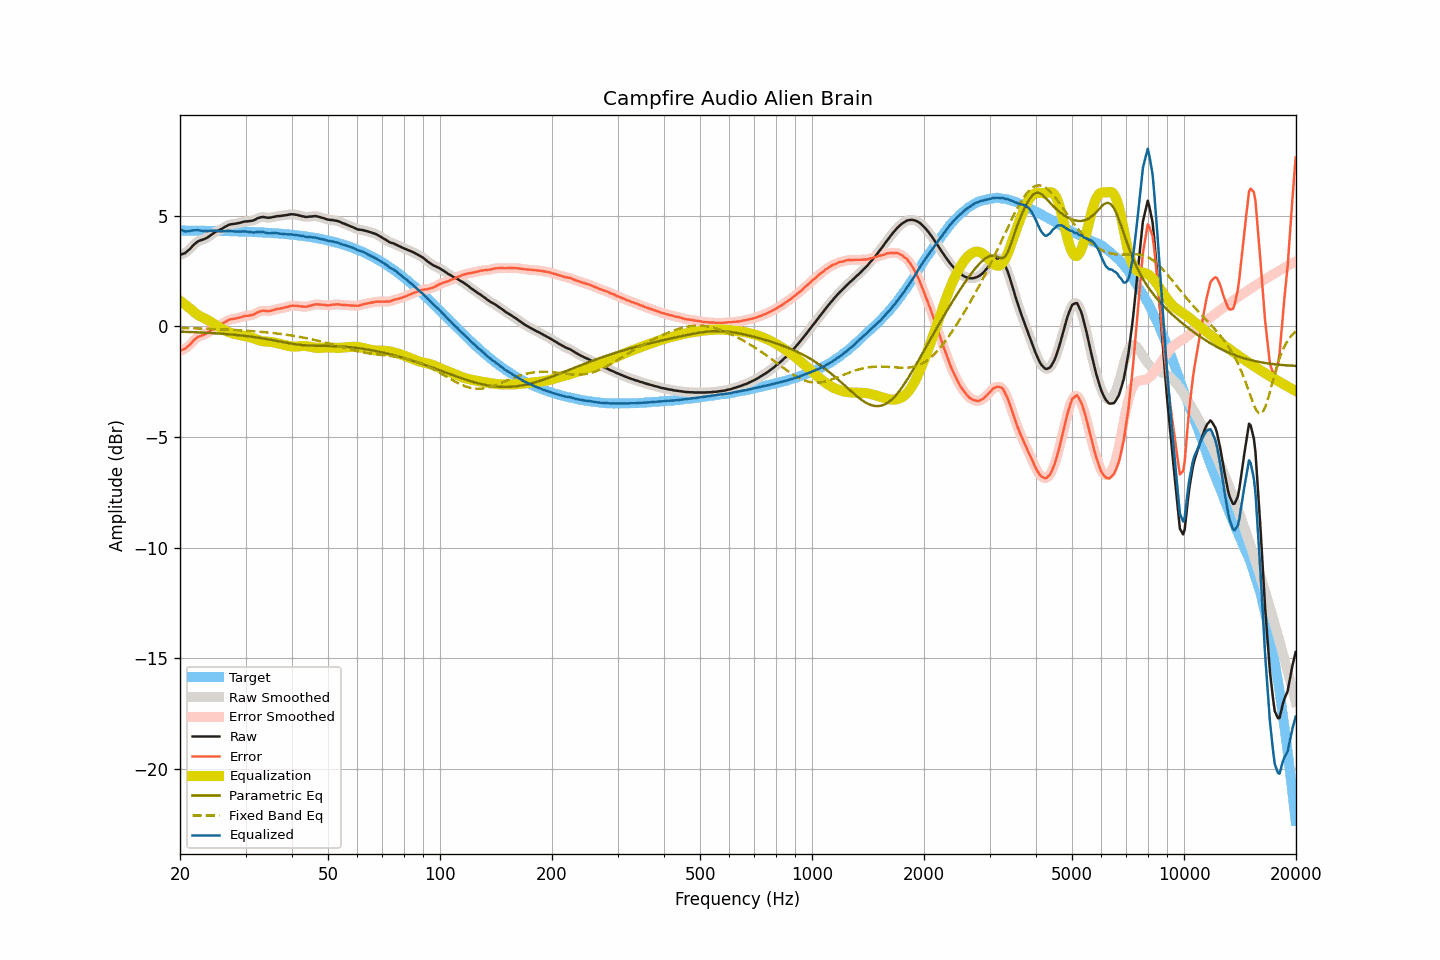 Campfire Audio Alien Brain
Amplitude (dBr)
5
0
−5
−10
−15
−20
Target
Raw Smoothed
Error Smoothed
Raw
Error
Equalization
Parametric Eq
Fixed Band Eq
Equalized
20 50 100 200 500 1000 2000 5000 10000 20000
Frequency (Hz)